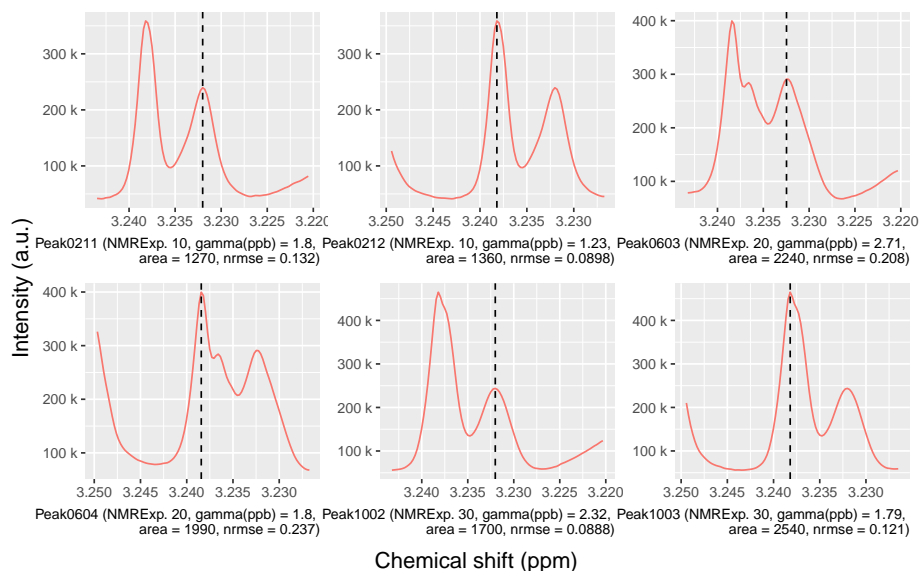 Intensity (a.u.)
300 k
200 k
100 k
3.240
3.235
3.230
3.225
3.220
Peak0211 (NMRExp. 10, gamma(ppb) = 1.8,
area = 1270, nrmse = 0.132)
300 k
200 k
100 k
3.250
3.245
3.240
3.235
3.230
Peak0212 (NMRExp. 10, gamma(ppb) = 1.23,
area = 1360, nrmse = 0.0898)
400 k
300 k
200 k
100 k
3.240
3.235
3.230
3.225
3.220
Peak0603 (NMRExp. 20, gamma(ppb) = 2.71,
area = 2240, nrmse = 0.208)
400 k
300 k
200 k
100 k
3.250
3.245
3.240
3.235
3.230
Peak0604 (NMRExp. 20, gamma(ppb) = 1.8,
area = 1990, nrmse = 0.237)
400 k
300 k
200 k
100 k
3.240
3.235
3.230
3.225
3.220
Peak1002 (NMRExp. 30, gamma(ppb) = 2.32,
area = 1700, nrmse = 0.0888)
400 k
300 k
200 k
100 k
3.250
3.245
3.240
3.235
3.230
Peak1003 (NMRExp. 30, gamma(ppb) = 1.79,
area = 2540, nrmse = 0.121)
Chemical shift (ppm)